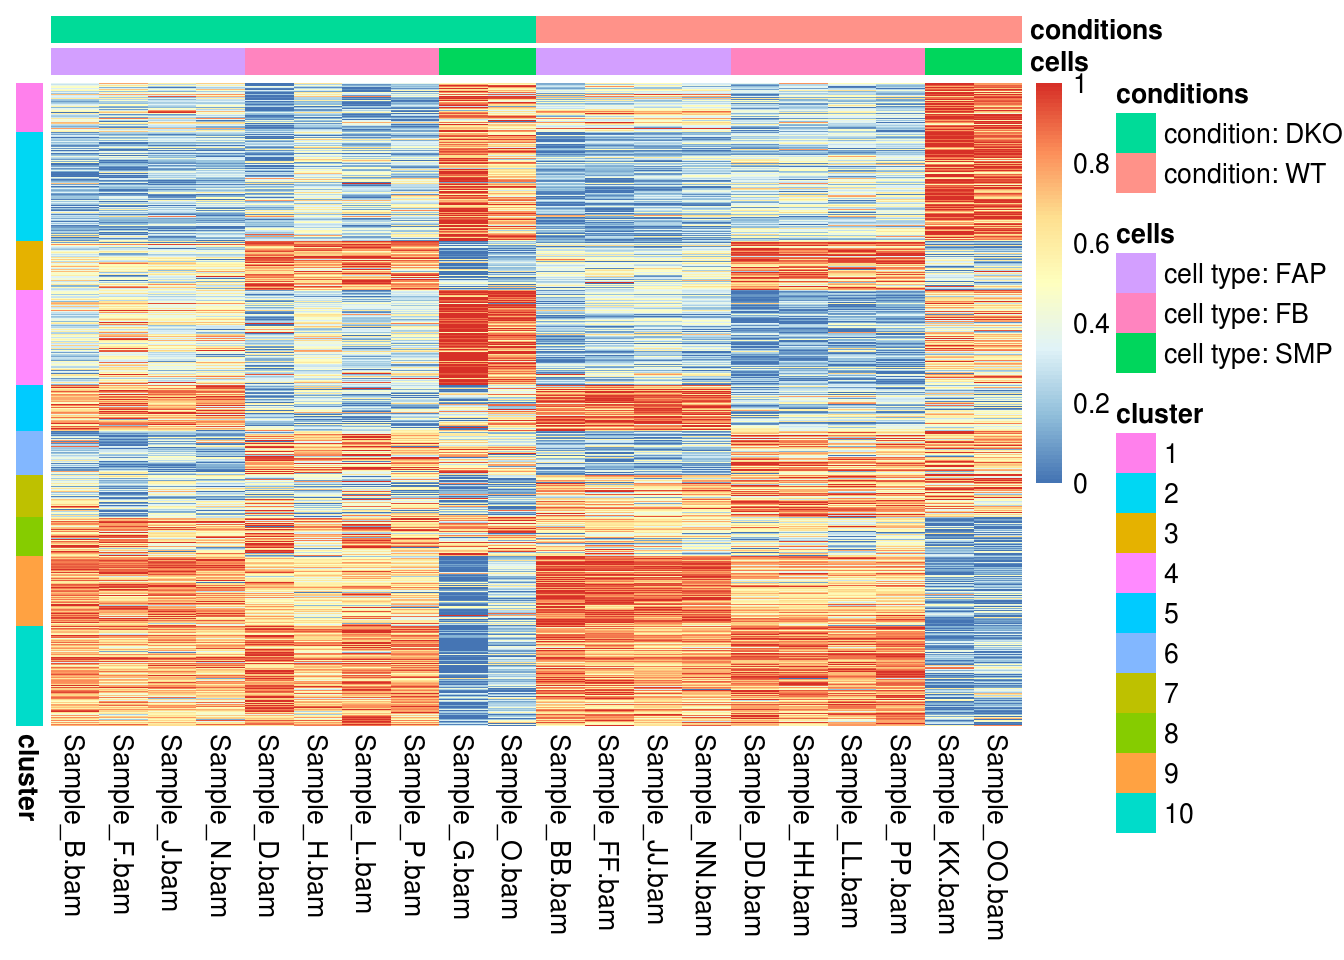 conditions
cells
1
0.8
0.6
0.4
0.2
0
conditions
condition: DKO
condition: WT
cells
cell type: FAP
cell type: FB
cell type: SMP
cluster
1
2
3
4
5
6
7
8
9
10
cluster
Sample_B.bam
Sample_F.bam
Sample_J.bam
Sample_N.bam
Sample_D.bam
Sample_H.bam
Sample_L.bam
Sample_P.bam
Sample_G.bam
Sample_O.bam
Sample_BB.bam
Sample_FF.bam
Sample_JJ.bam
Sample_NN.bam
Sample_DD.bam
Sample_HH.bam
Sample_LL.bam
Sample_PP.bam
Sample_KK.bam
Sample_OO.bam